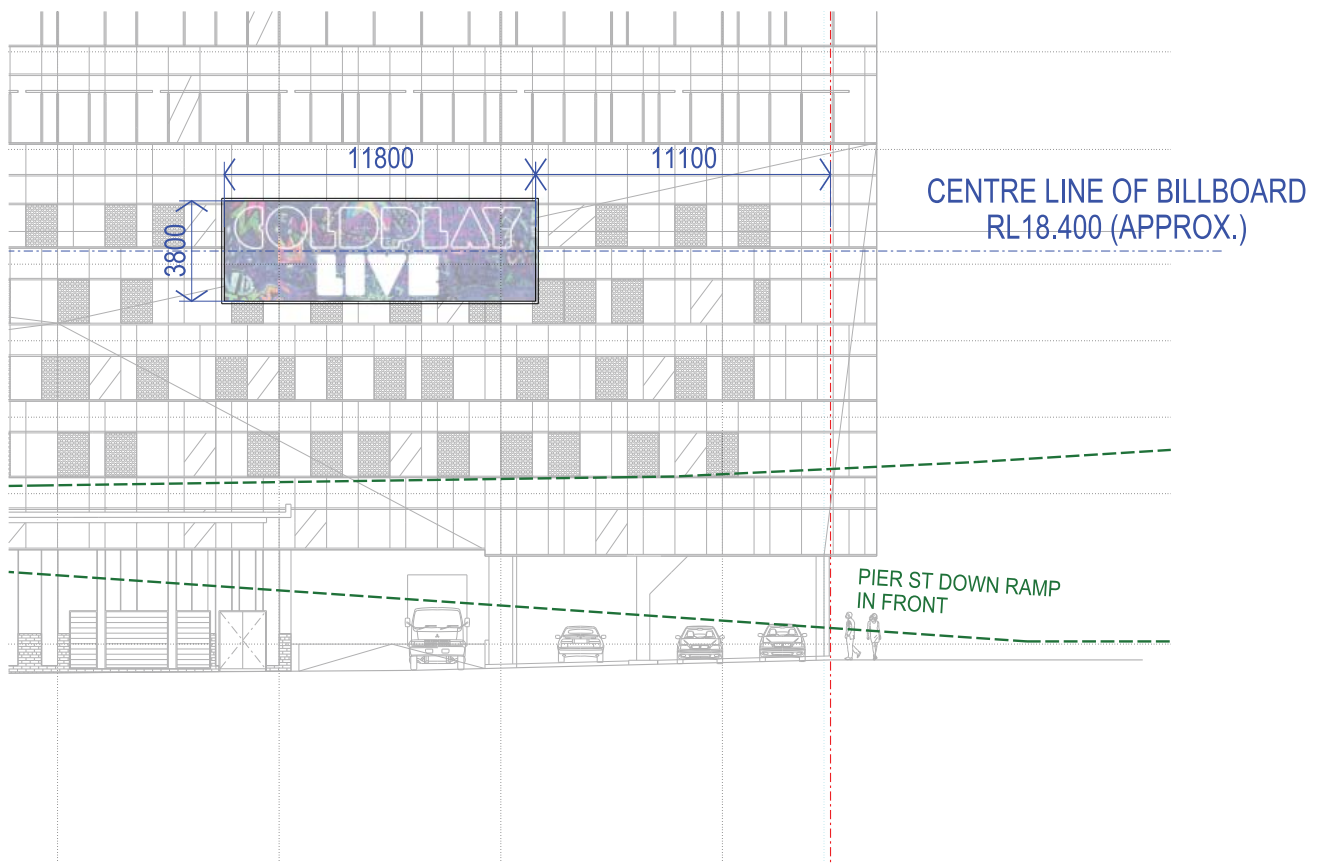 11800
11100
CENTRE LINE OF BILLBOARD
RL18.400 (APPROX.)
3800
COLDPLAY
LIVE
PIER ST DOWN RAMP
IN FRONT